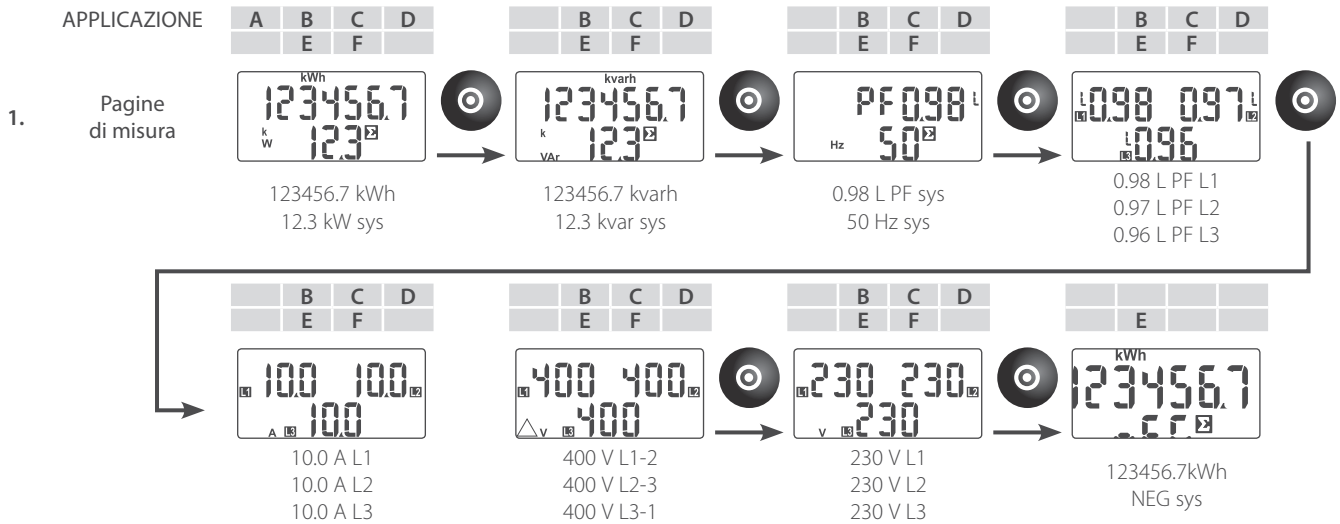 APPLICAZIONE
A B C D
E F
B C D
E F
B C D
E F
B C D
E F
1.
Pagine
di misura
kWh
123456.7
k
W
12.3 Σ
kvarh
123456.7
k
VAr
12.3 Σ
PF 0.98 L
Hz
50 Σ
L 0.98 0.97 L
L1 L2
L 0.96
L3
123456.7 kWh
12.3 kW sys
123456.7 kvarh
12.3 kvar sys
0.98 L PF sys
50 Hz sys
0.98 L PF L1
0.97 L PF L2
0.96 L PF L3
B C D
E F
B C D
E F
B C D
E F
E
L1 10.0 10.0 L2
A L3 10.0
L1 400 400 L2
V L3 400
L1 230 230 L2
V L3 230
kWh
123456.7
Σ
10.0 A L1
10.0 A L2
10.0 A L3
400 V L1-2
400 V L2-3
400 V L3-1
230 V L1
230 V L2
230 V L3
123456.7kWh
NEG sys